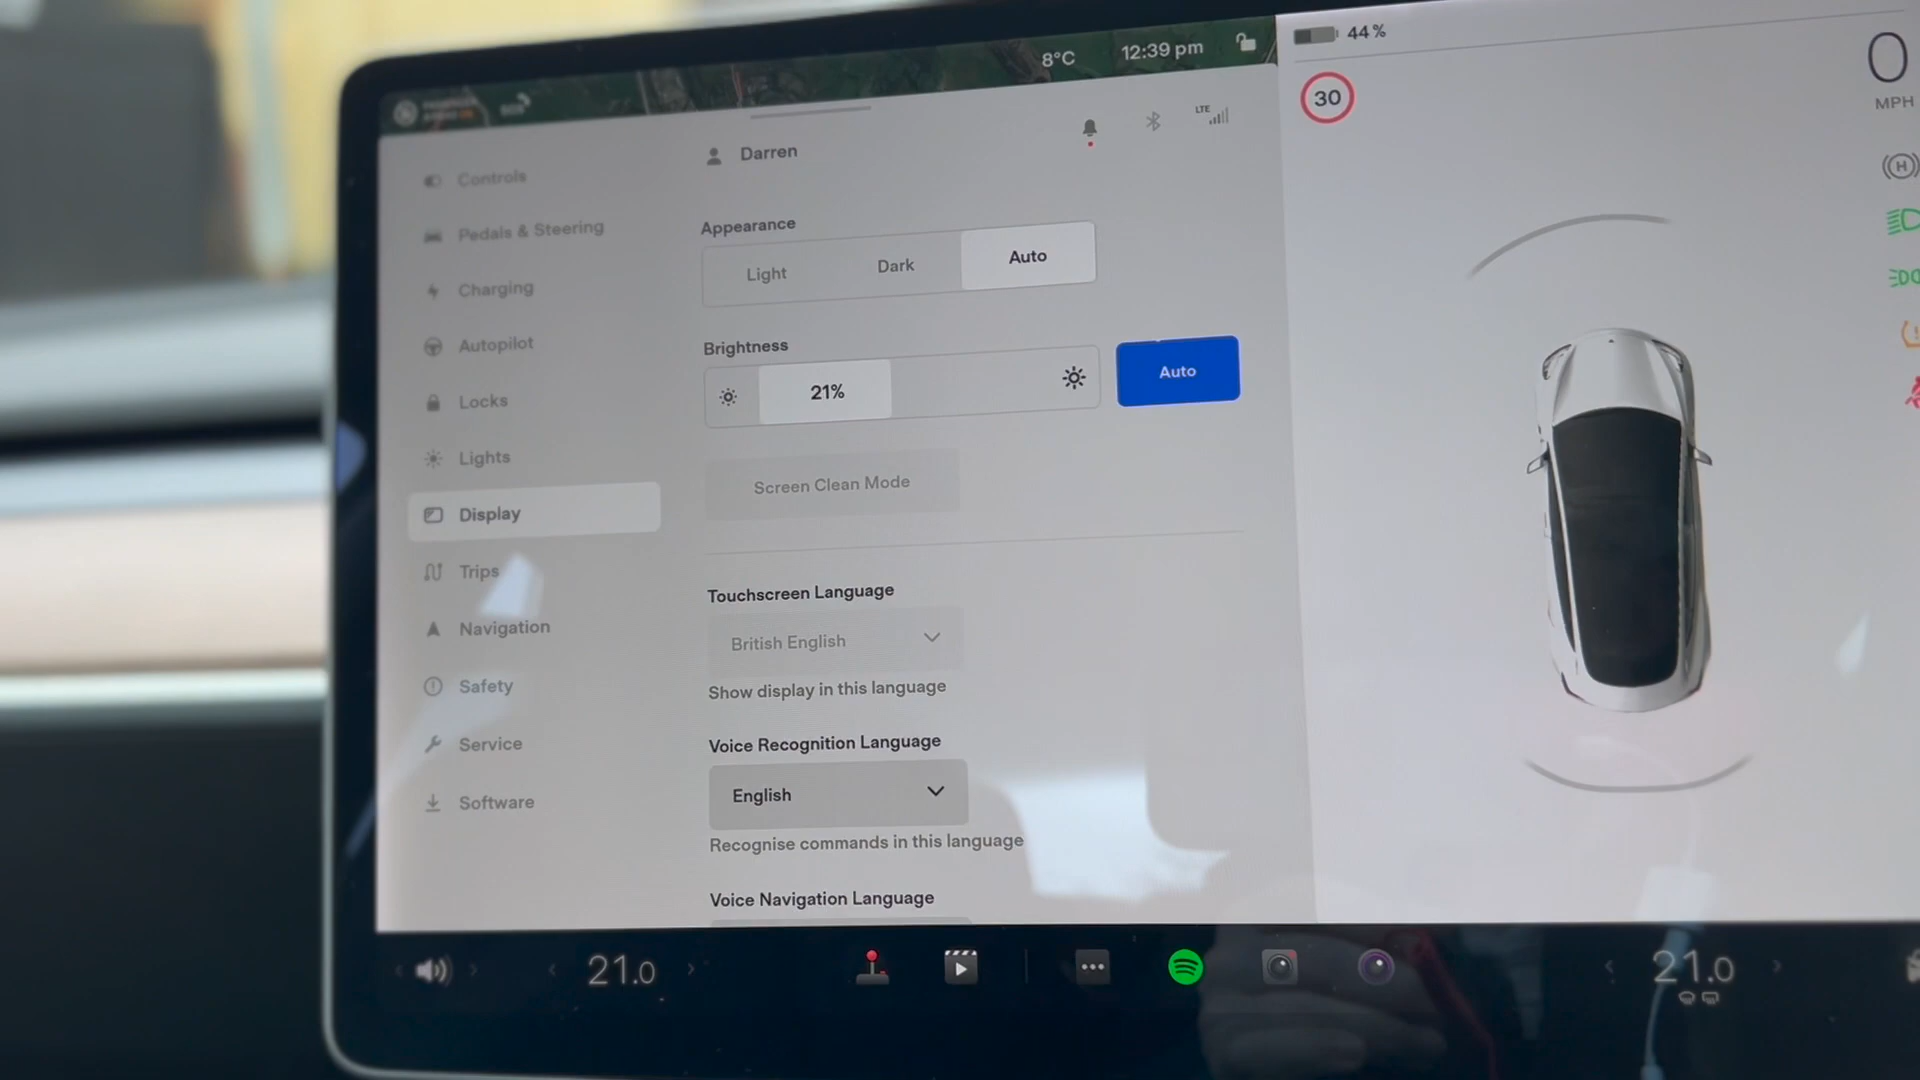 8°C 12:39 pm
44%
0
MPH
30
LTE
Darren
Controls
Pedals & Steering
Charging
Autopilot
Locks
Lights
Display
Trips
Navigation
Safety
Service
Software
Appearance
Light Dark Auto
Brightness
21% Auto
Screen Clean Mode
Touchscreen Language
British English
Show display in this language
Voice Recognition Language
English
Recognise commands in this language
Voice Navigation Language
H
21.0
21.0